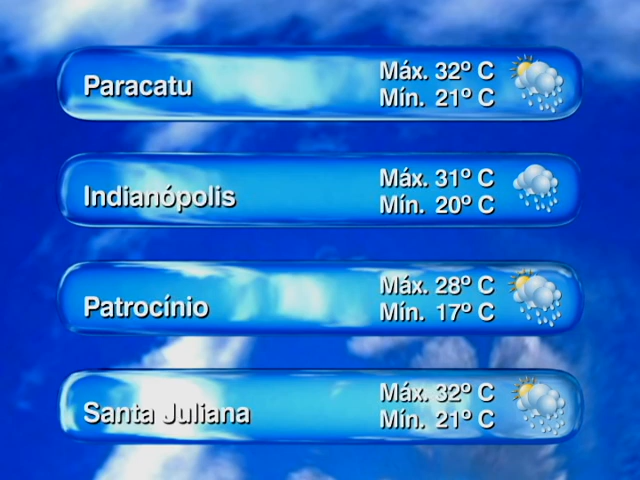 Paracatu
Máx. 32º C
Mín. 21º C
Indianópolis
Máx. 31º C
Mín. 20º C
Patrocínio
Máx. 28º C
Mín. 17º C
Santa Juliana
Máx. 32º C
Mín. 21º C